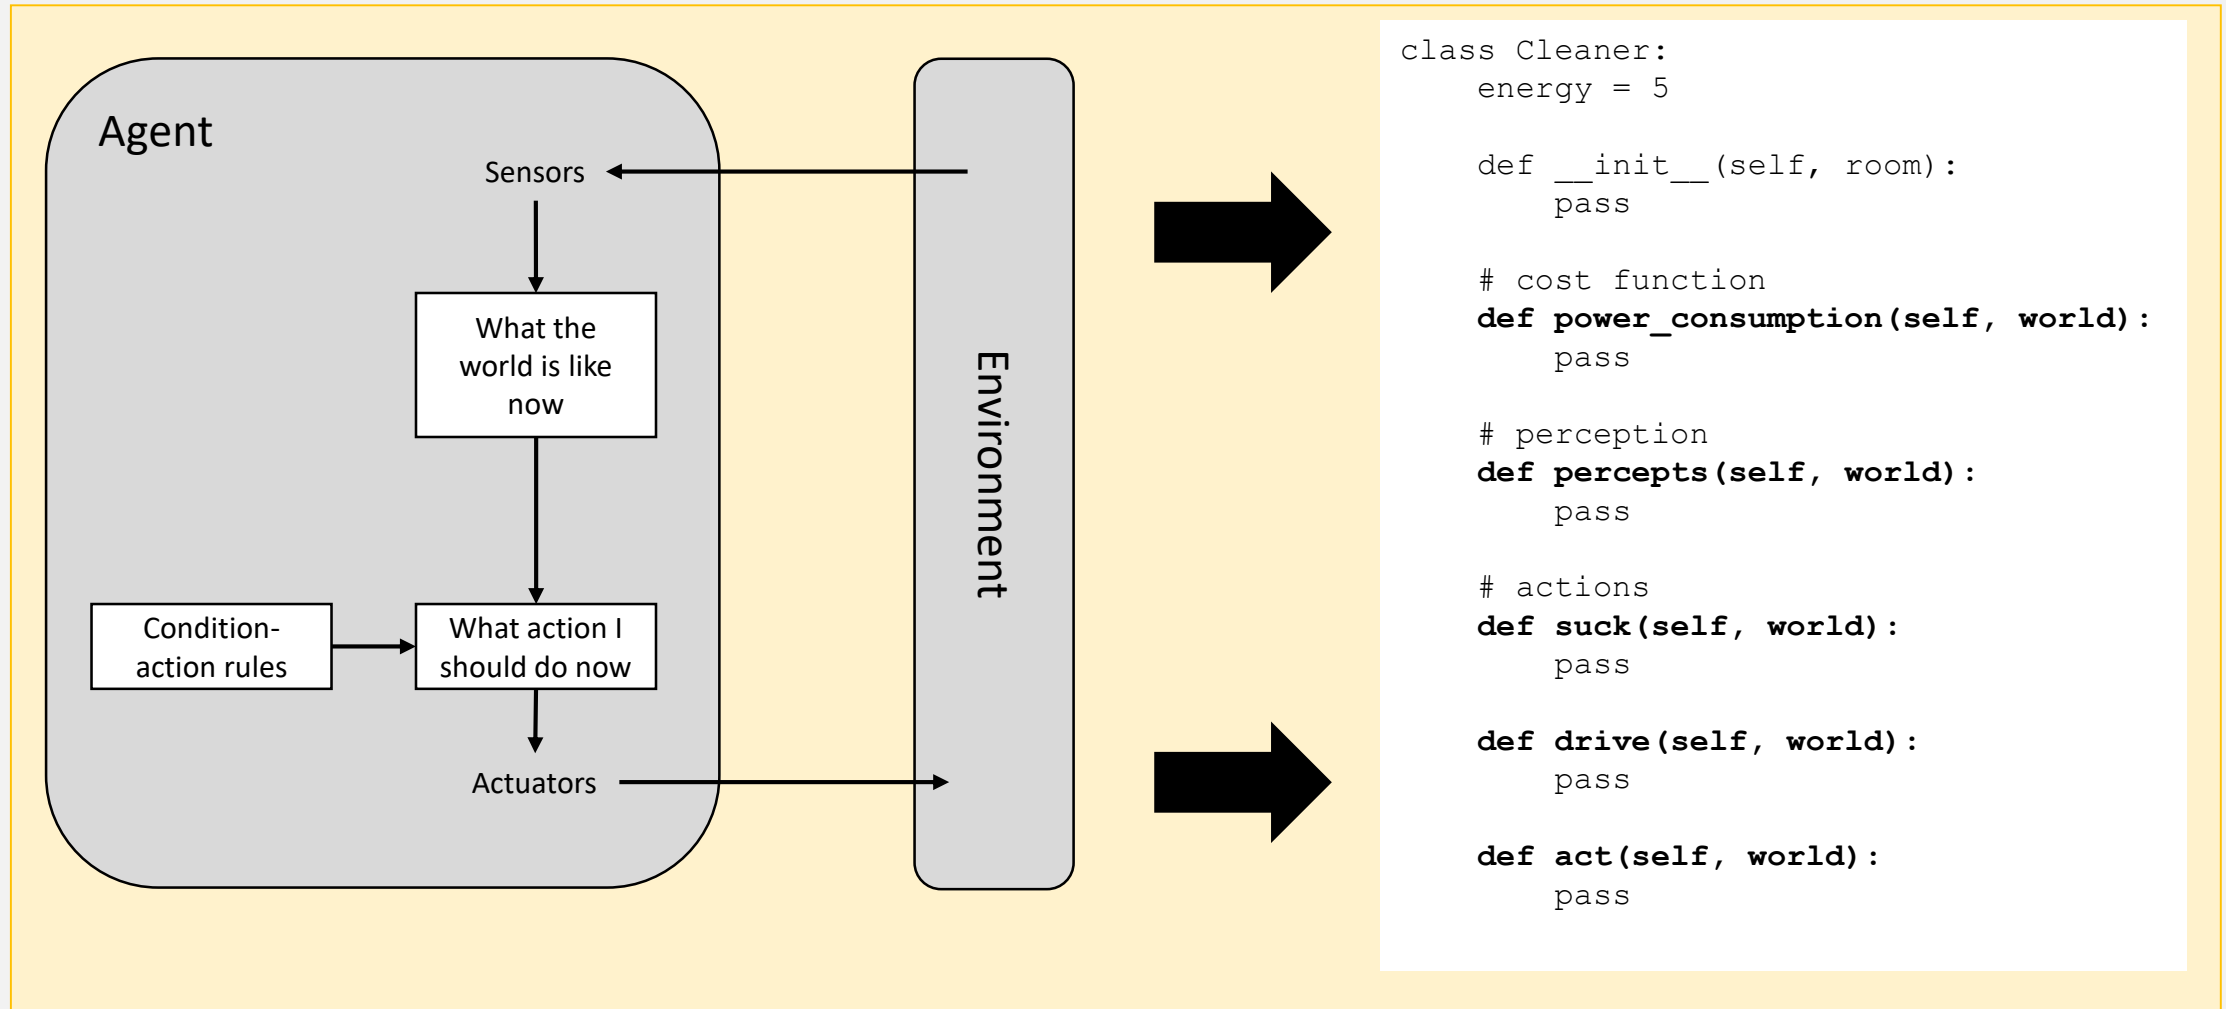 Agent
Sensors
What the
world is like
now
Condition-
action rules
What action I
should do now
Actuators
Environment
class Cleaner:
    energy = 5
    def __init__(self, room):
        pass
    # cost function
    def power_consumption(self, world):
        pass
    # perception
    def percepts(self, world):
        pass
    # actions
    def suck(self, world):
        pass
    def drive(self, world):
        pass
    def act(self, world):
        pass